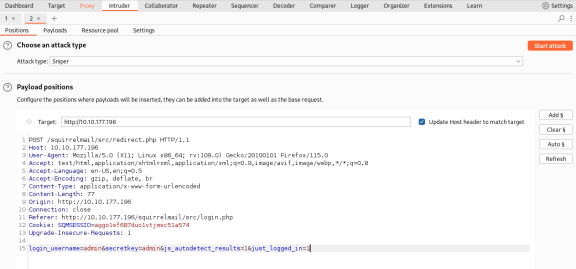 Dashboard Target Proxy Intruder Collaborator Repeater Sequencer Decoder Comparer Logger Organizer Extensions Learn Settings
1 × 2 × +
Positions Payloads Resource pool Settings
? Choose an attack type Start attack
Attack type: Sniper
? Payload positions
Configure the positions where payloads will be inserted, they can be added into the target as well as the base request.
Target: http://10.10.177.196 Update Host header to match target Add §
Clear §
Auto §
Refresh
1 POST /squirrelmail/src/redirect.php HTTP/1.1
2 Host: 10.10.177.196
3 User-Agent: Mozilla/5.0 (X11; Linux x86_64; rv:109.0) Gecko/20100101 Firefox/115.0
4 Accept: text/html,application/xhtml+xml,application/xml;q=0.9,image/avif,image/webp,*/*;q=0.8
5 Accept-Language: en-US,en;q=0.5
6 Accept-Encoding: gzip, deflate, br
7 Content-Type: application/x-www-form-urlencoded
8 Content-Length: 77
9 Origin: http://10.10.177.196
10 Connection: close
11 Referer: http://10.10.177.196/squirrelmail/src/login.php
12 Cookie: SQMSESSID=aggo1sf687duo1vtjmsc51a574
13 Upgrade-Insecure-Requests: 1
14
15 login_username=admin&secretkey=admin&js_autodetect_results=1&just_logged_in=1